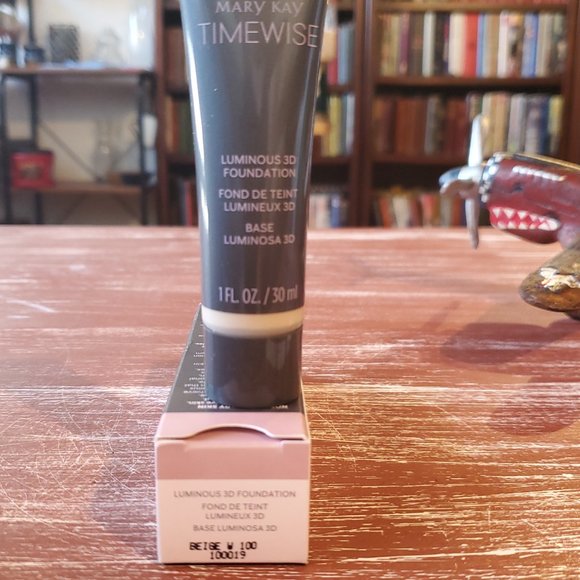 MARY KAY
TIMEWISE
LUMINOUS 3D
FOUNDATION
FOND DE TEINT
LUMINEUX 3D
BASE
LUMINOSA 3D
1 FL. OZ. / 30 ml
LUMINOUS 3D FOUNDATION
FOND DE TEINT
LUMINEUX 3D
BASE LUMINOSA 3D
BEIGE W 100
100019